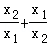 x₂/x₁ + x₁/x₂